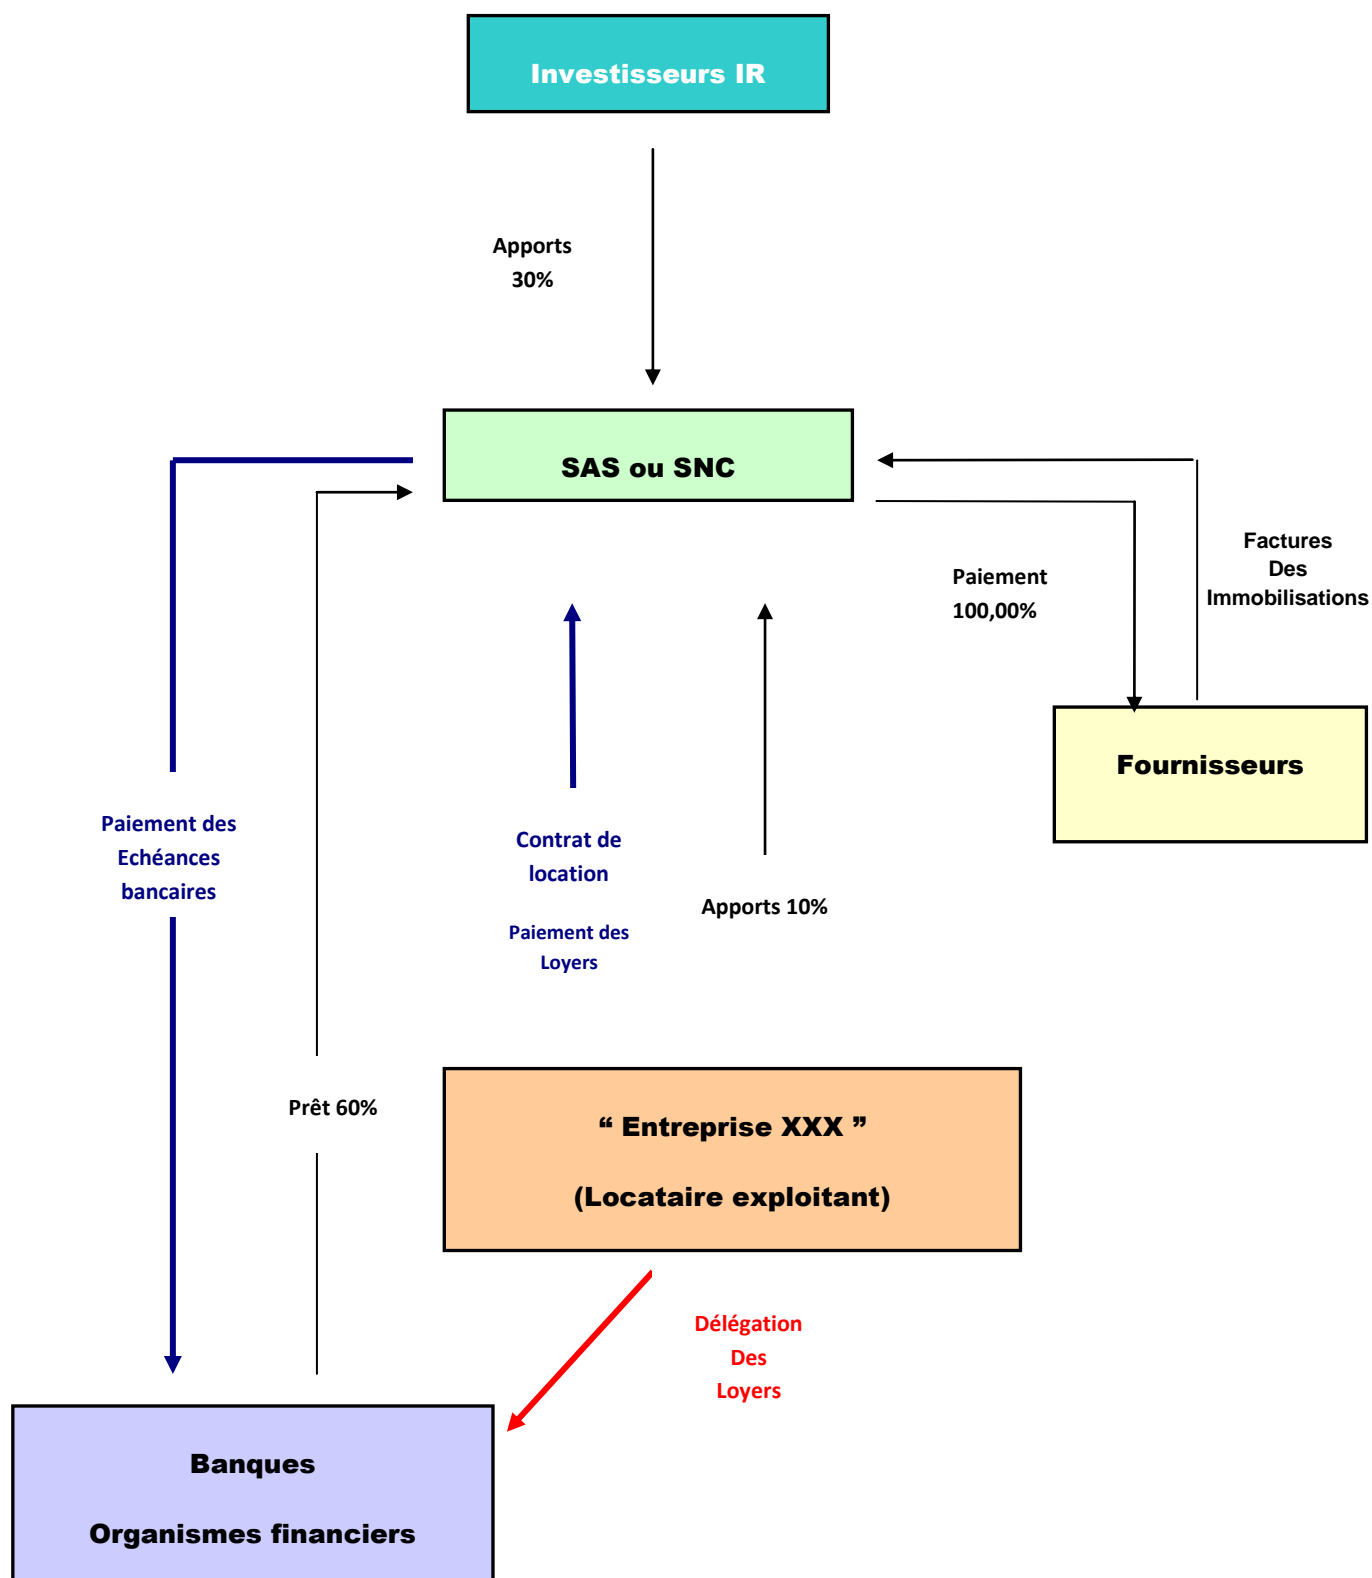 Investisseurs IR
Apports
30%
SAS ou SNC
Paiement
100,00%
Factures
Des
Immobilisations
Fournisseurs
Paiement des
Echéances
bancaires
Contrat de
location
Paiement des
Loyers
Apports 10%
Prêt 60%
“ Entreprise XXX ”
(Locataire exploitant)
Délégation
Des
Loyers
Banques
Organismes financiers